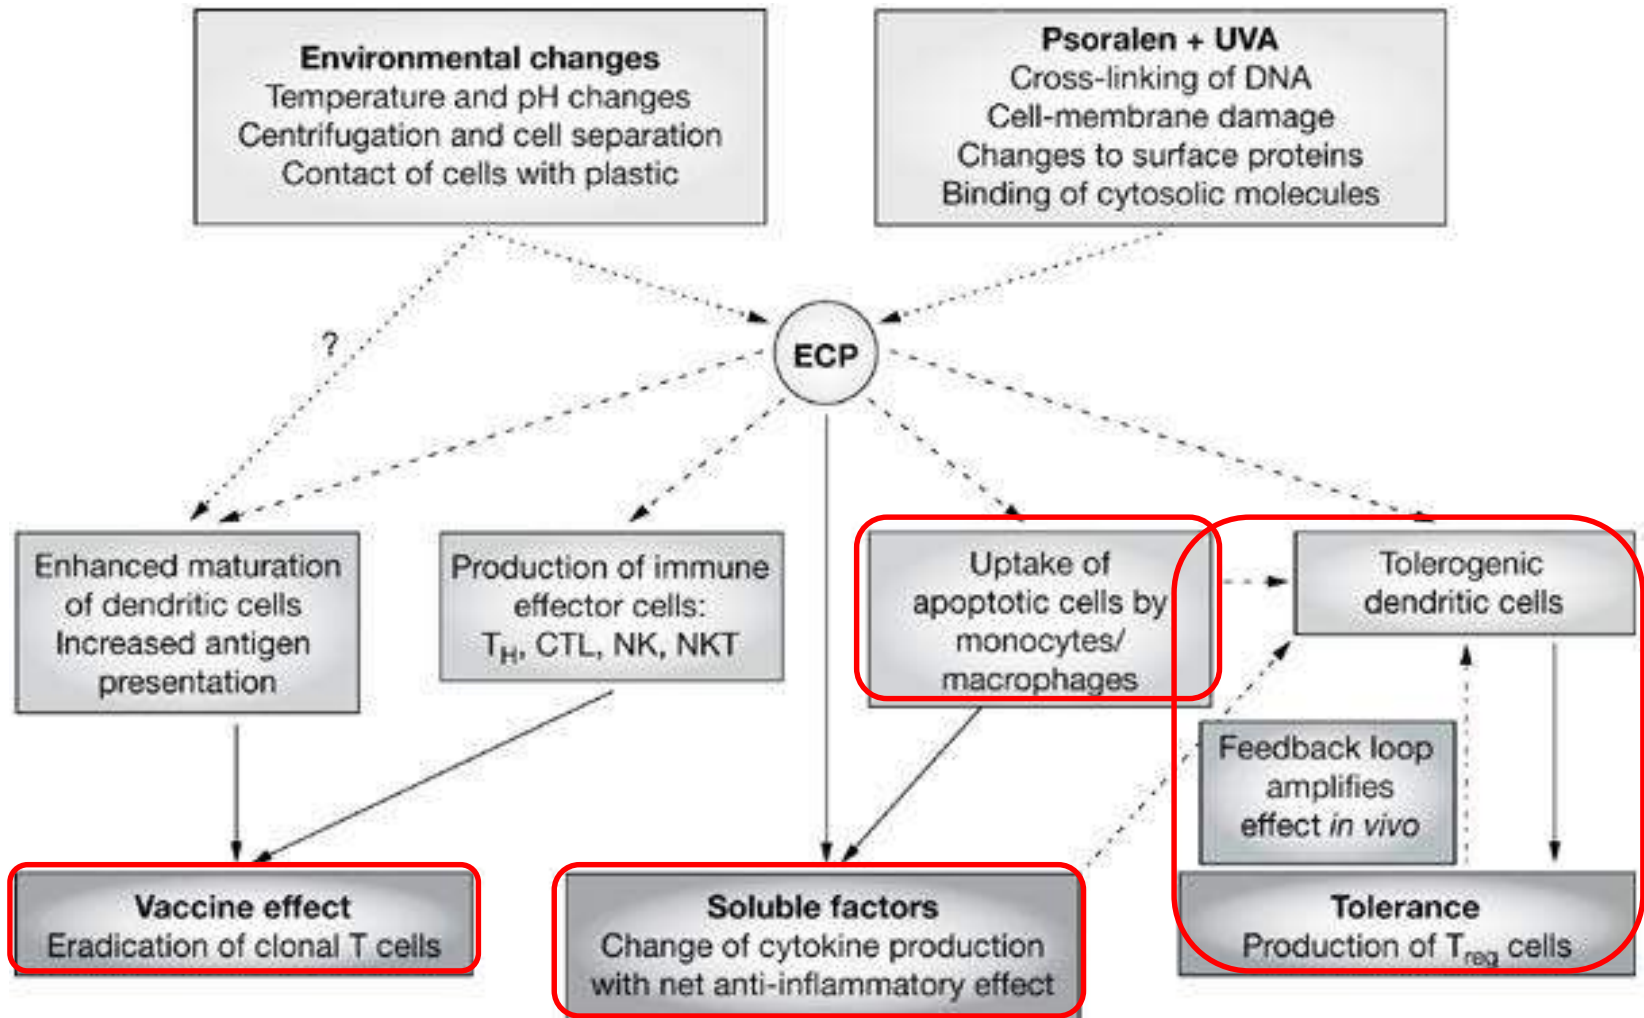 Environmental changes
Temperature and pH changes
Centrifugation and cell separation
Contact of cells with plastic
Psoralen + UVA
Cross-linking of DNA
Cell-membrane damage
Changes to surface proteins
Binding of cytosolic molecules
?
ECP
Enhanced maturation
of dendritic cells
Increased antigen
presentation
Production of immune
effector cells:
T_H, CTL, NK, NKT
Uptake of
apoptotic cells by
monocytes/
macrophages
Tolerogenic
dendritic cells
Feedback loop
amplifies
effect in vivo
Vaccine effect
Eradication of clonal T cells
Soluble factors
Change of cytokine production
with net anti-inflammatory effect
Tolerance
Production of T_reg cells